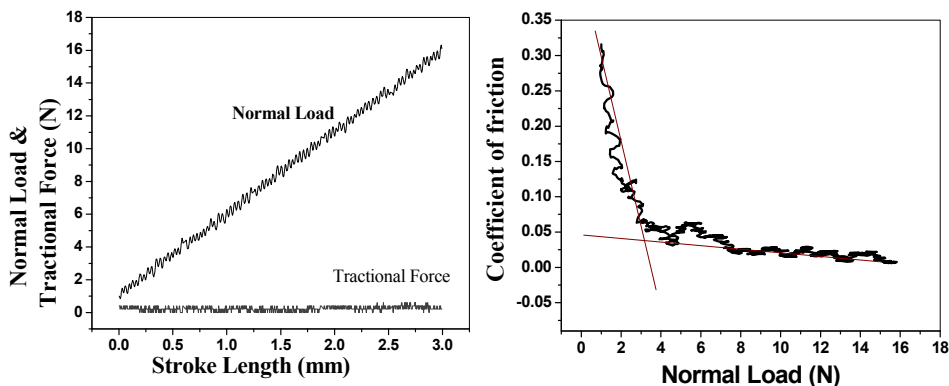 Normal Load &
Tractional Force (N)
18
16
14
12
10
8
6
4
2
0
Normal Load
Tractional Force
0.0 0.5 1.0 1.5 2.0 2.5 3.0
Stroke Length (mm)
Coefficient of friction
0.35
0.30
0.25
0.20
0.15
0.10
0.05
0.00
-0.05
0 2 4 6 8 10 12 14 16 18
Normal Load (N)